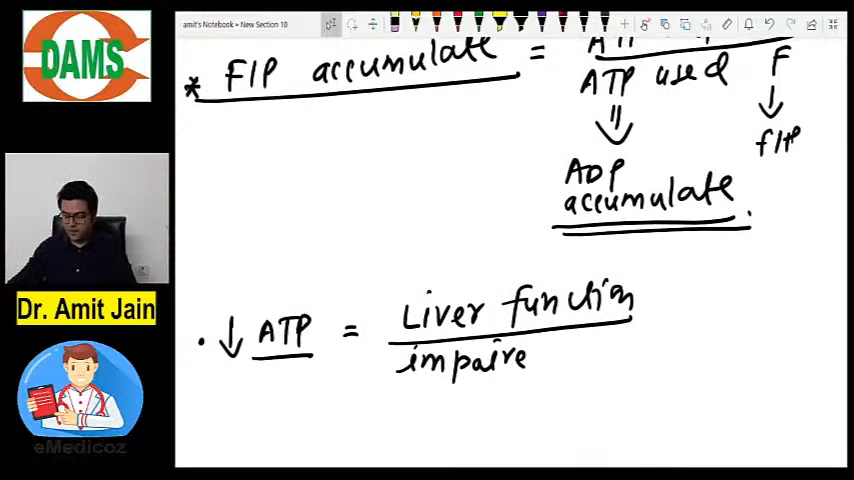 amit's Notebook > New Section 10
DAMS
* F1P accumulate =
ATP used
F
F1P
ADP
accumulate.
Dr. Amit Jain
. ↓ ATP = Liver function
impaire
eMedicoz